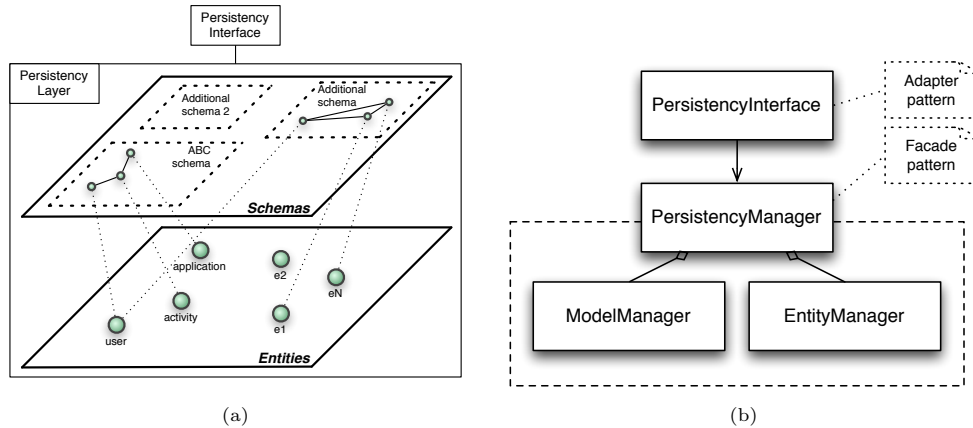 Persistency
Interface
Persistency
Layer
Additional
schema 2
Additional
schema
ABC
schema
Schemas
application
e2
eN
activity
e1
user
Entities
(a)
PersistencyInterface
Adapter
pattern
Facade
pattern
PersistencyManager
ModelManager
EntityManager
(b)